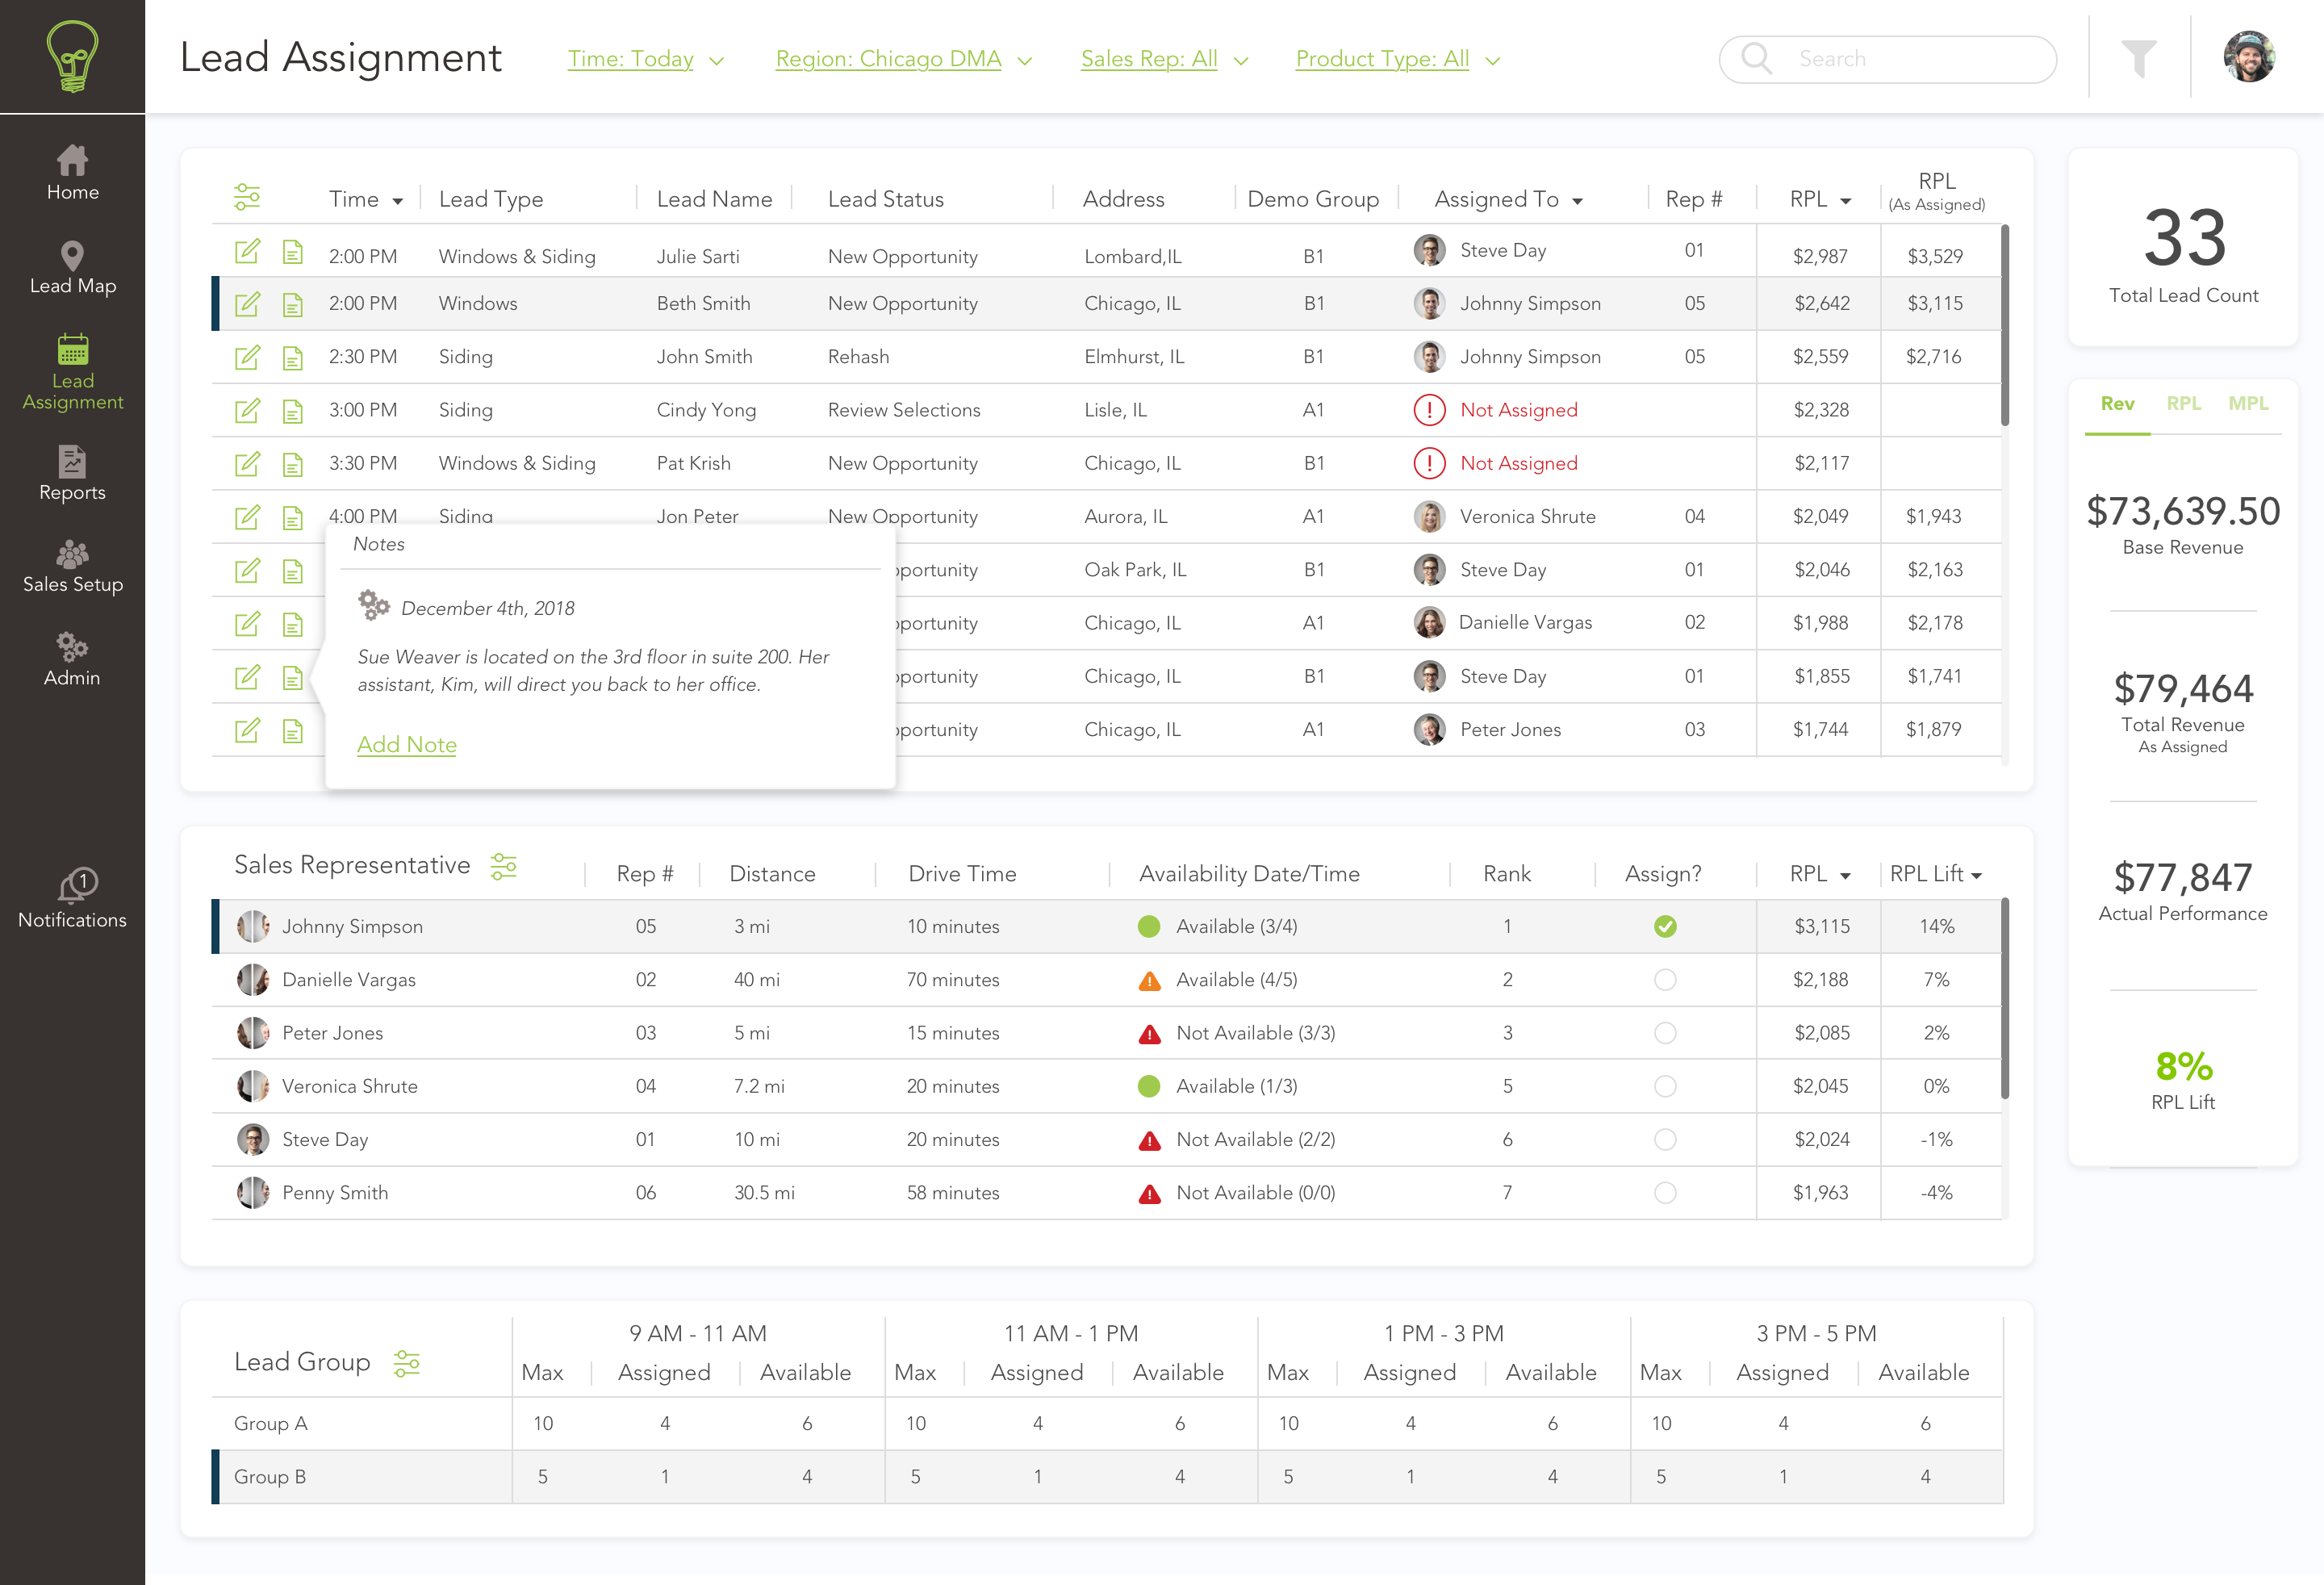 Lead Assignment Time: Today Region: Chicago DMA Sales Rep: All Product Type: All Search
Home
Lead Map
Lead
Assignment
Reports
Sales Setup
Admin
1
Notifications
Time Lead Type Lead Name Lead Status Address Demo Group Assigned To Rep # RPL RPL
(As Assigned)
2:00 PM Windows & Siding Julie Sarti New Opportunity Lombard,IL B1 Steve Day 01 $2,987 $3,529
2:00 PM Windows Beth Smith New Opportunity Chicago, IL B1 Johnny Simpson 05 $2,642 $3,115
2:30 PM Siding John Smith Rehash Elmhurst, IL B1 Johnny Simpson 05 $2,559 $2,716
3:00 PM Siding Cindy Yong Review Selections Lisle, IL A1 ! Not Assigned $2,328
3:30 PM Windows & Siding Pat Krish New Opportunity Chicago, IL B1 ! Not Assigned $2,117
4:00 PM Siding Jon Peter New Opportunity Aurora, IL A1 Veronica Shrute 04 $2,049 $1,943
pportunity Oak Park, IL B1 Steve Day 01 $2,046 $2,163
pportunity Chicago, IL A1 Danielle Vargas 02 $1,988 $2,178
pportunity Chicago, IL B1 Steve Day 01 $1,855 $1,741
pportunity Chicago, IL A1 Peter Jones 03 $1,744 $1,879
Notes
December 4th, 2018
Sue Weaver is located on the 3rd floor in suite 200. Her
assistant, Kim, will direct you back to her office.
Add Note
33
Total Lead Count
Rev RPL MPL
$73,639.50
Base Revenue
$79,464
Total Revenue
As Assigned
$77,847
Actual Performance
8%
RPL Lift
Sales Representative Rep # Distance Drive Time Availability Date/Time Rank Assign? RPL RPL Lift
Johnny Simpson 05 3 mi 10 minutes Available (3/4) 1 $3,115 14%
Danielle Vargas 02 40 mi 70 minutes ! Available (4/5) 2 $2,188 7%
Peter Jones 03 5 mi 15 minutes ! Not Available (3/3) 3 $2,085 2%
Veronica Shrute 04 7.2 mi 20 minutes Available (1/3) 5 $2,045 0%
Steve Day 01 10 mi 20 minutes ! Not Available (2/2) 6 $2,024 -1%
Penny Smith 06 30.5 mi 58 minutes ! Not Available (0/0) 7 $1,963 -4%
9 AM - 11 AM 11 AM - 1 PM 1 PM - 3 PM 3 PM - 5 PM
Lead Group Max Assigned Available Max Assigned Available Max Assigned Available Max Assigned Available
Group A 10 4 6 10 4 6 10 4 6 10 4 6
Group B 5 1 4 5 1 4 5 1 4 5 1 4